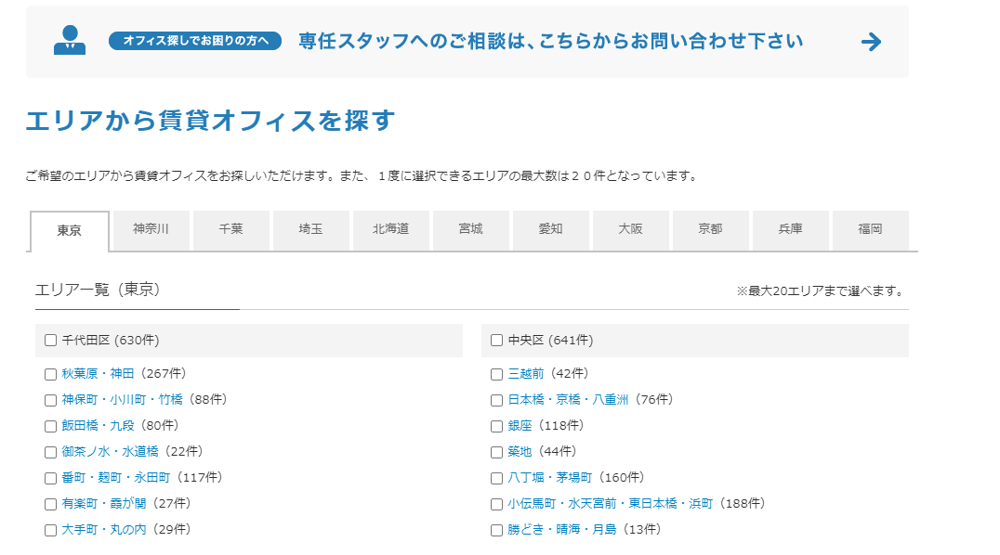 オフィス探しでお困りの方へ 専任スタッフへのご相談は、こちらからお問い合わせ下さい
エリアから賃貸オフィスを探す
ご希望のエリアから賃貸オフィスをお探しいただけます。また、１度に選択できるエリアの最大数は２０件となっています。
東京 神奈川 千葉 埼玉 北海道 宮城 愛知 大阪 京都 兵庫 福岡
エリア一覧（東京） ※最大20エリアまで選べます。
千代田区 (630件)
秋葉原・神田（267件）
神保町・小川町・竹橋（88件）
飯田橋・九段（80件）
御茶ノ水・水道橋（22件）
番町・麹町・永田町（117件）
有楽町・霞が関（27件）
大手町・丸の内（29件）
中央区 (641件)
三越前（42件）
日本橋・京橋・八重洲（76件）
銀座（118件）
築地（44件）
八丁堀・茅場町（160件）
小伝馬町・水天宮前・東日本橋・浜町（188件）
勝どき・晴海・月島（13件）